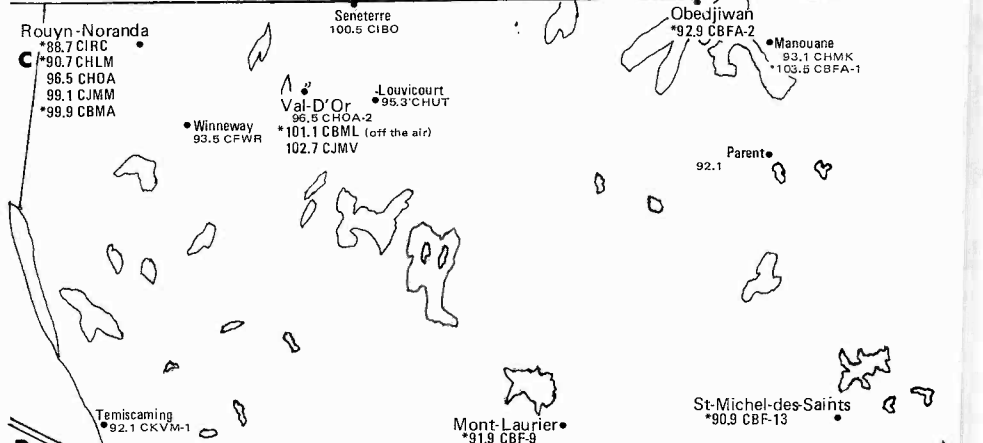 Rouyn-Noranda
*88.7 CIRC
C *90.7 CHLM
96.5 CHOA
99.1 CJMM
*99.9 CBMA
Seneterre
100.5 CIBO
Obedjiwan
*92.9 CBFA-2
Manouane
93.1 CHMK
*103.5 CBFA-1
Louvicourt
95.3 CHUT
Val-D'Or
96.5 CHOA-2
*101.1 CBML (off the air)
102.7 CJMV
Winneway
93.5 CFWR
Parent
92.1
Temiscaming
92.1 CKVM-1
Mont-Laurier
*91.9 CBF-9
St-Michel-des-Saints
*90.9 CBF-13